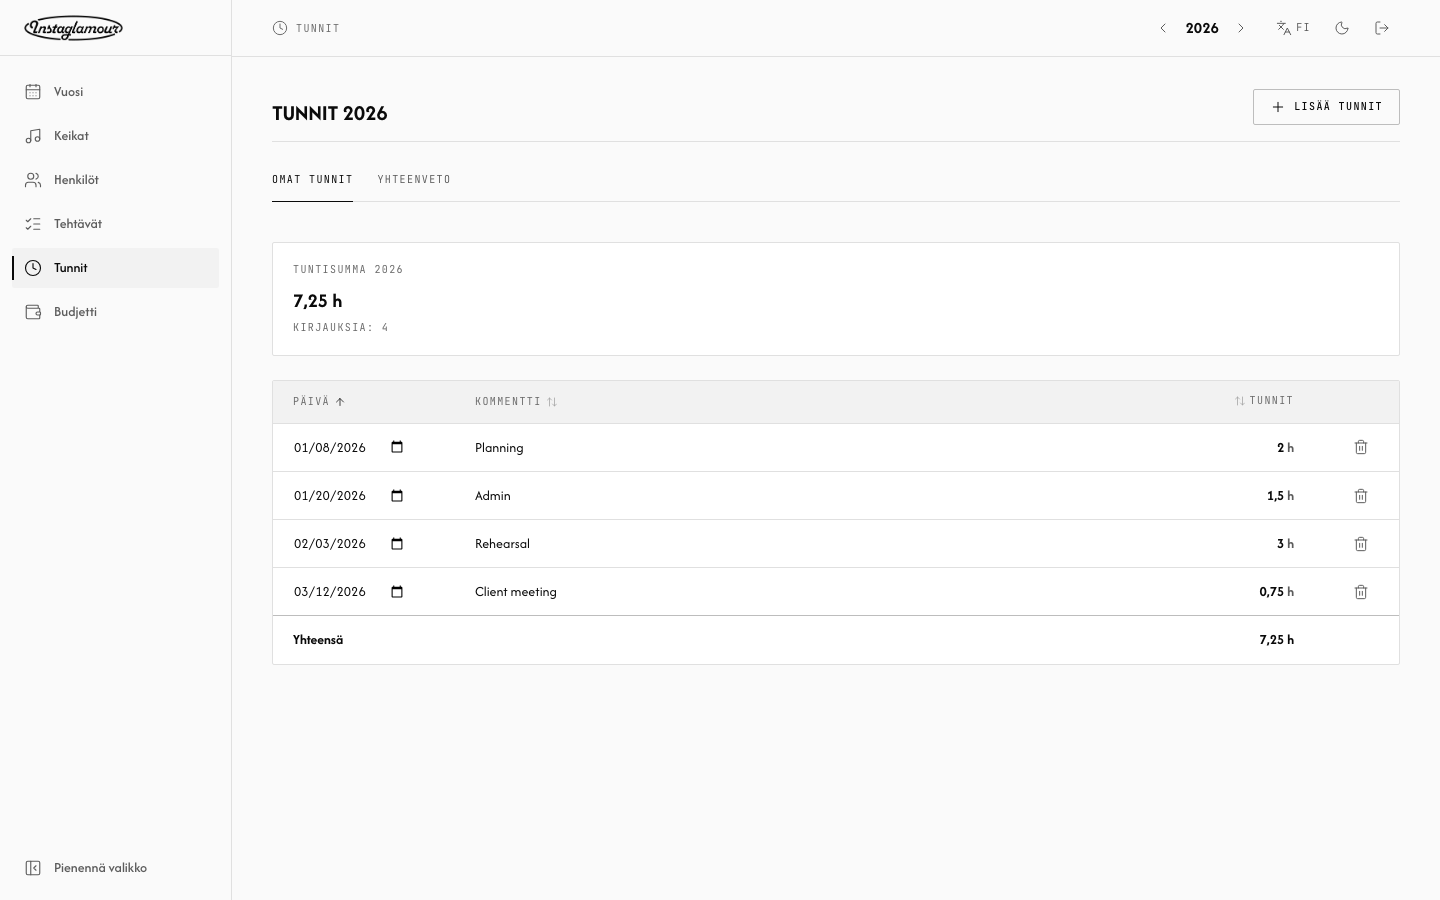 Instaglamour
TUNNIT
2026
FI
Vuosi
Keikat
Henkilöt
Tehtävät
Tunnit
Budjetti
Pienennä valikko
TUNNIT 2026
LISÄÄ TUNNIT
OMAT TUNNIT YHTEENVETO
TUNTISUMMA 2026
7,25 h
KIRJAUKSIA: 4
PÄIVÄ KOMMENTTI TUNNIT
01/08/2026 Planning 2 h
01/20/2026 Admin 1,5 h
02/03/2026 Rehearsal 3 h
03/12/2026 Client meeting 0,75 h
Yhteensä 7,25 h